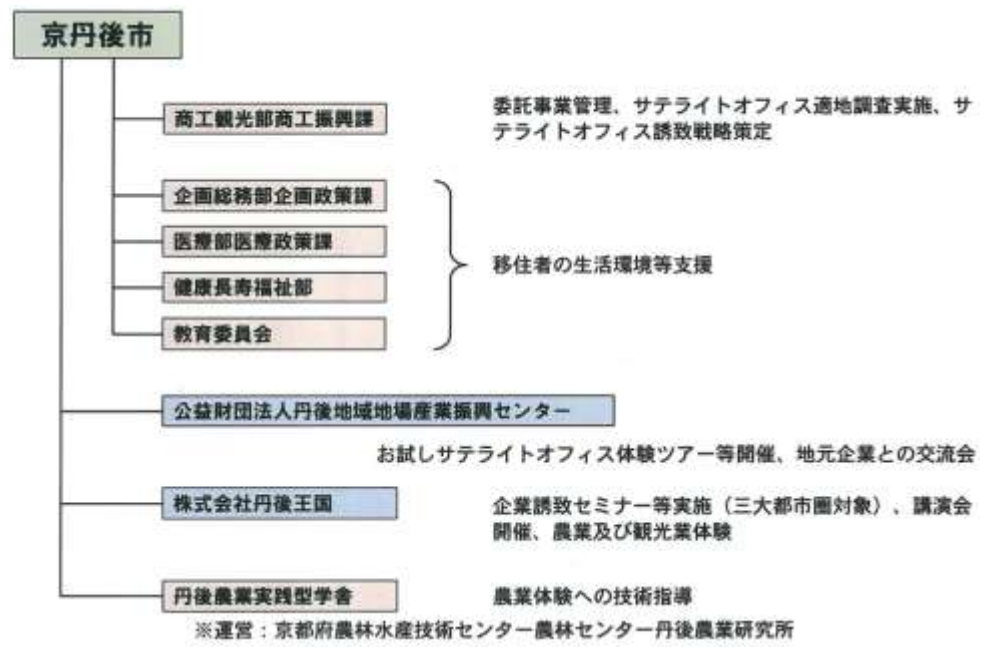 京丹後市
商工観光部商工振興課
委託事業管理、サテライトオフィス適地調査実施、サ
テライトオフィス誘致戦略策定
企画総務部企画政策課
医療部医療政策課
健康長寿福祉部
教育委員会
移住者の生活環境等支援
公益財団法人丹後地域地場産業振興センター
お試しサテライトオフィス体験ツアー等開催、地元企業との交流会
株式会社丹後王国
企業誘致セミナー等実施（三大都市圏対象）、講演会
開催、農業及び観光業体験
丹後農業実践型学舎
農業体験への技術指導
※運営：京都府農林水産技術センター農林センター丹後農業研究所